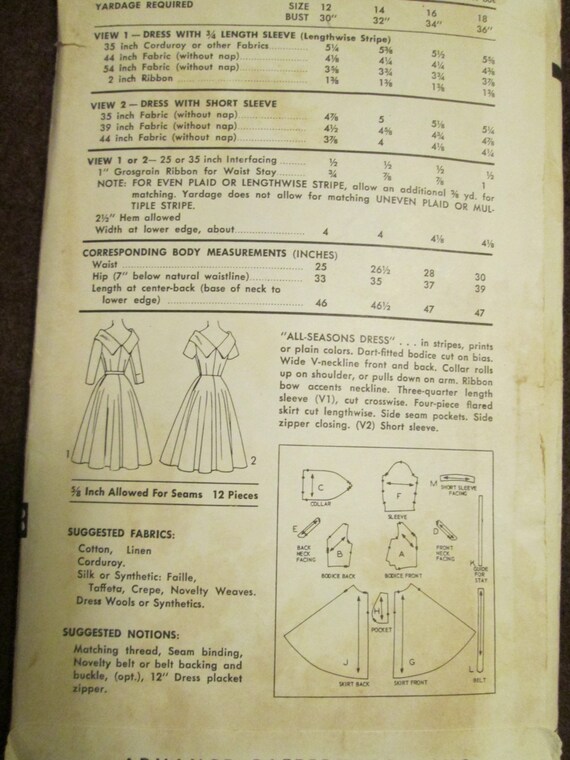 YARDAGE REQUIRED SIZE 12 14 16 18
BUST 30" 32" 34" 36"
VIEW 1 — DRESS WITH ¾ LENGTH SLEEVE (Lengthwise Stripe)
35 inch Corduroy or other Fabrics 5¼ 5⅜ 5½ 5⅝
44 inch Fabric (without nap) 4⅛ 4¼ 4¼ 4⅜
54 inch Fabric (without nap) 3⅝ 3¾ 3¾ 3⅞
2 inch Ribbon 1⅜ 1⅜ 1⅜ 1⅜
VIEW 2 — DRESS WITH SHORT SLEEVE
35 inch Fabric (without nap) 4⅞ 5 5⅛ 5¼
39 inch Fabric (without nap) 4½ 4⅝ 4¾ 4⅞
44 inch Fabric (without nap) 3⅞ 4 4⅛ 4¼
VIEW 1 or 2— 25 or 35 inch Interfacing ½ ½ ½ ½
1" Grosgrain Ribbon for Waist Stay ¾ ⅞ ⅞ 1
NOTE: FOR EVEN PLAID OR LENGTHWISE STRIPE, allow an additional ⅝ yd. for
matching. Yardage does not allow for matching UNEVEN PLAID OR MUL-
TIPLE STRIPE.
2½" Hem allowed
Width at lower edge, about 4 4 4⅛ 4⅛
CORRESPONDING BODY MEASUREMENTS (INCHES)
Waist 25 26½ 28 30
Hip (7" below natural waistline) 33 35 37 39
Length at center-back (base of neck to
lower edge) 46 46½ 47 47
"ALL-SEASONS DRESS" . . . in stripes, prints
or plain colors. Dart-fitted bodice cut on bias.
Wide V-neckline front and back. Collar rolls
up on shoulder, or pulls down on arm. Ribbon
bow accents neckline. Three-quarter length
sleeve (V1), cut crosswise. Four-piece flared
skirt cut lengthwise. Side seam pockets. Side
zipper closing. (V2) Short sleeve.
1 2
⅝ Inch Allowed For Seams 12 Pieces
SUGGESTED FABRICS:
Cotton, Linen
Corduroy.
Silk or Synthetic: Faille,
Taffeta, Crepe, Novelty Weaves.
Dress Wools or Synthetics.
SUGGESTED NOTIONS:
Matching thread, Seam binding,
Novelty belt or belt backing and
buckle, (opt.), 12" Dress placket
zipper.
C
COLLAR
F
SLEEVE
M
SHORT SLEEVE
FACING
E
BACK
NECK
FACING
B
BODICE BACK
A
BODICE FRONT
D
FRONT
NECK
FACING
K
GUIDE
FOR
STAY
H
POCKET
J
SKIRT BACK
G
SKIRT FRONT
L
BELT